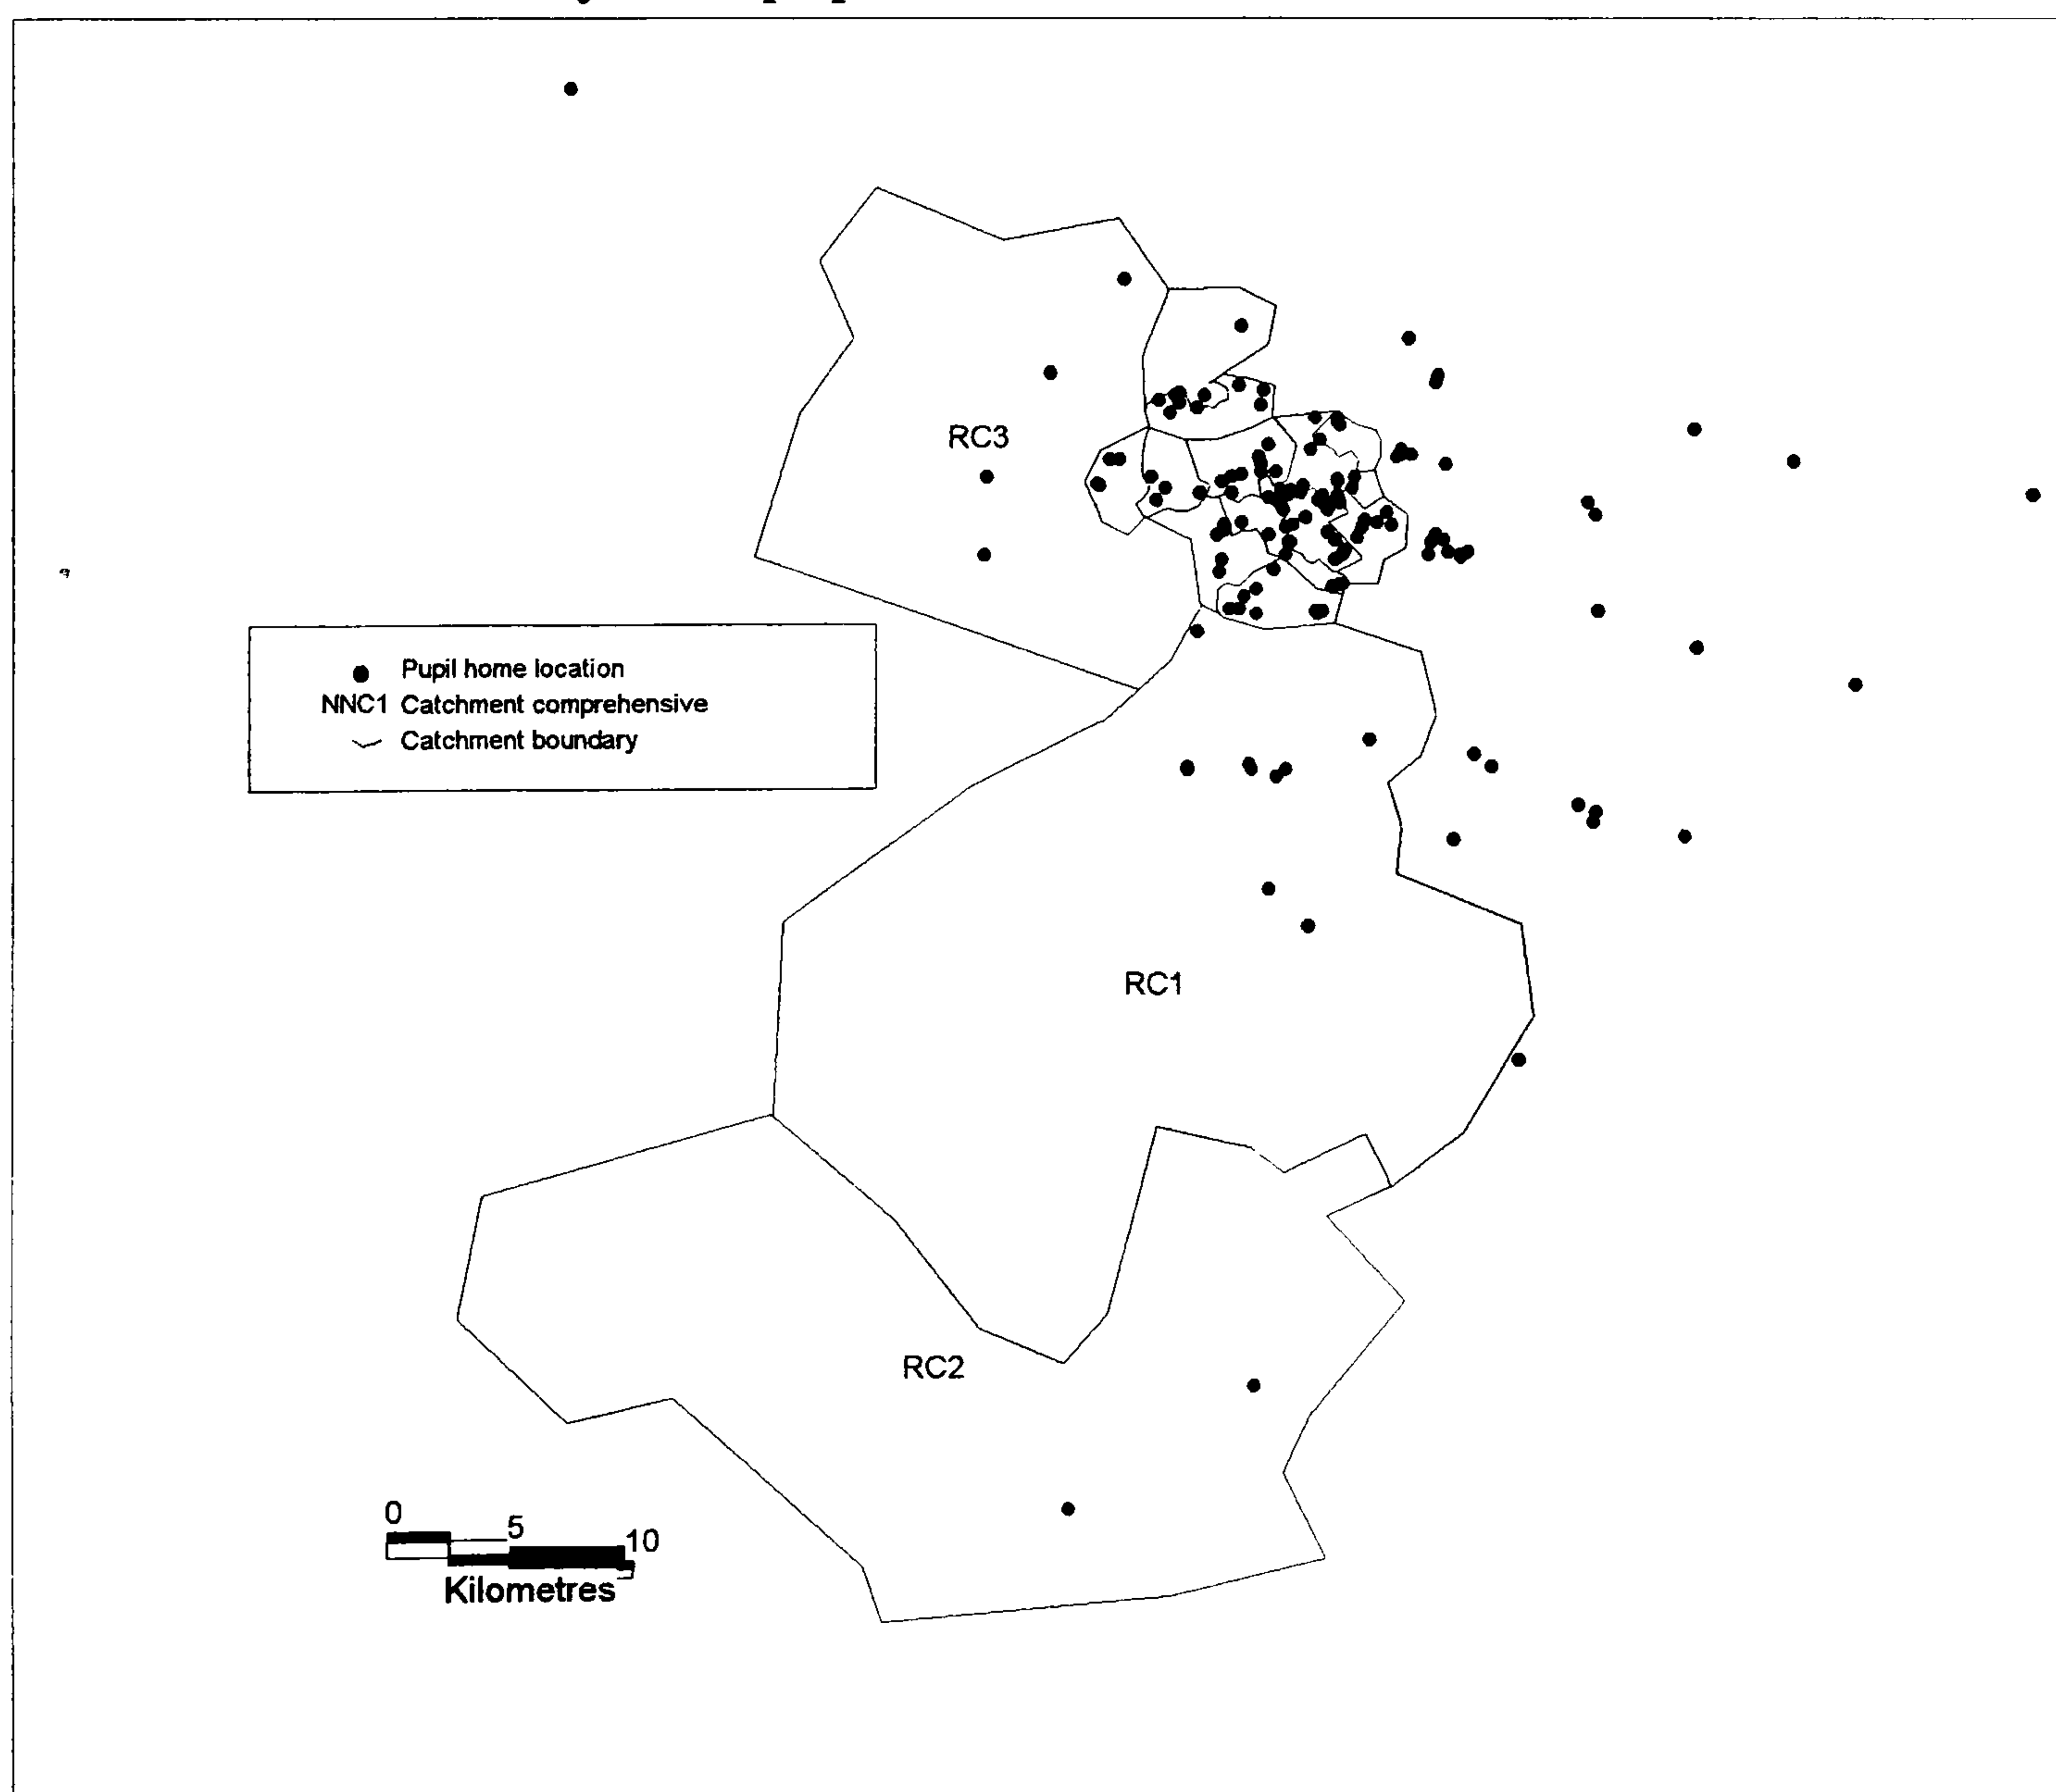 RC3
Pupil home location
NNC1 Catchment comprehensive
Catchment boundary
RC1
RC2
0
5
10
Kilometres